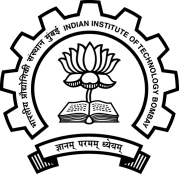 भारतीय प्रौद्योगिकी संस्थान मुंबई
INDIAN INSTITUTE OF TECHNOLOGY BOMBAY
ज्ञानम् परमम् ध्येयम्